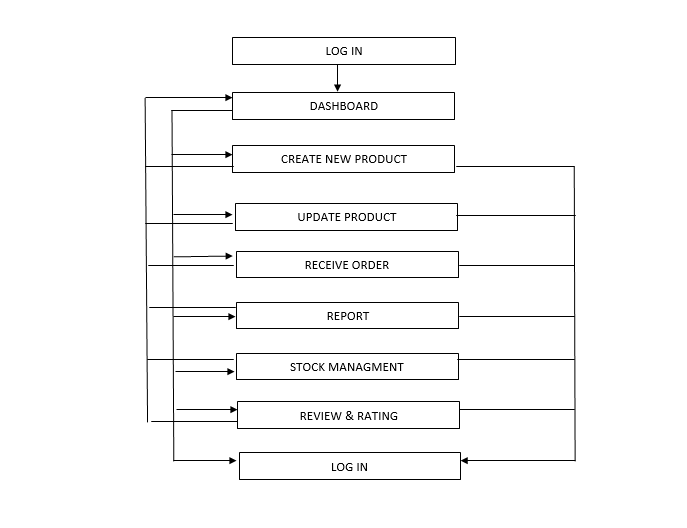 LOG IN
DASHBOARD
CREATE NEW PRODUCT
UPDATE PRODUCT
RECEIVE ORDER
REPORT
STOCK MANAGMENT
REVIEW & RATING
LOG IN